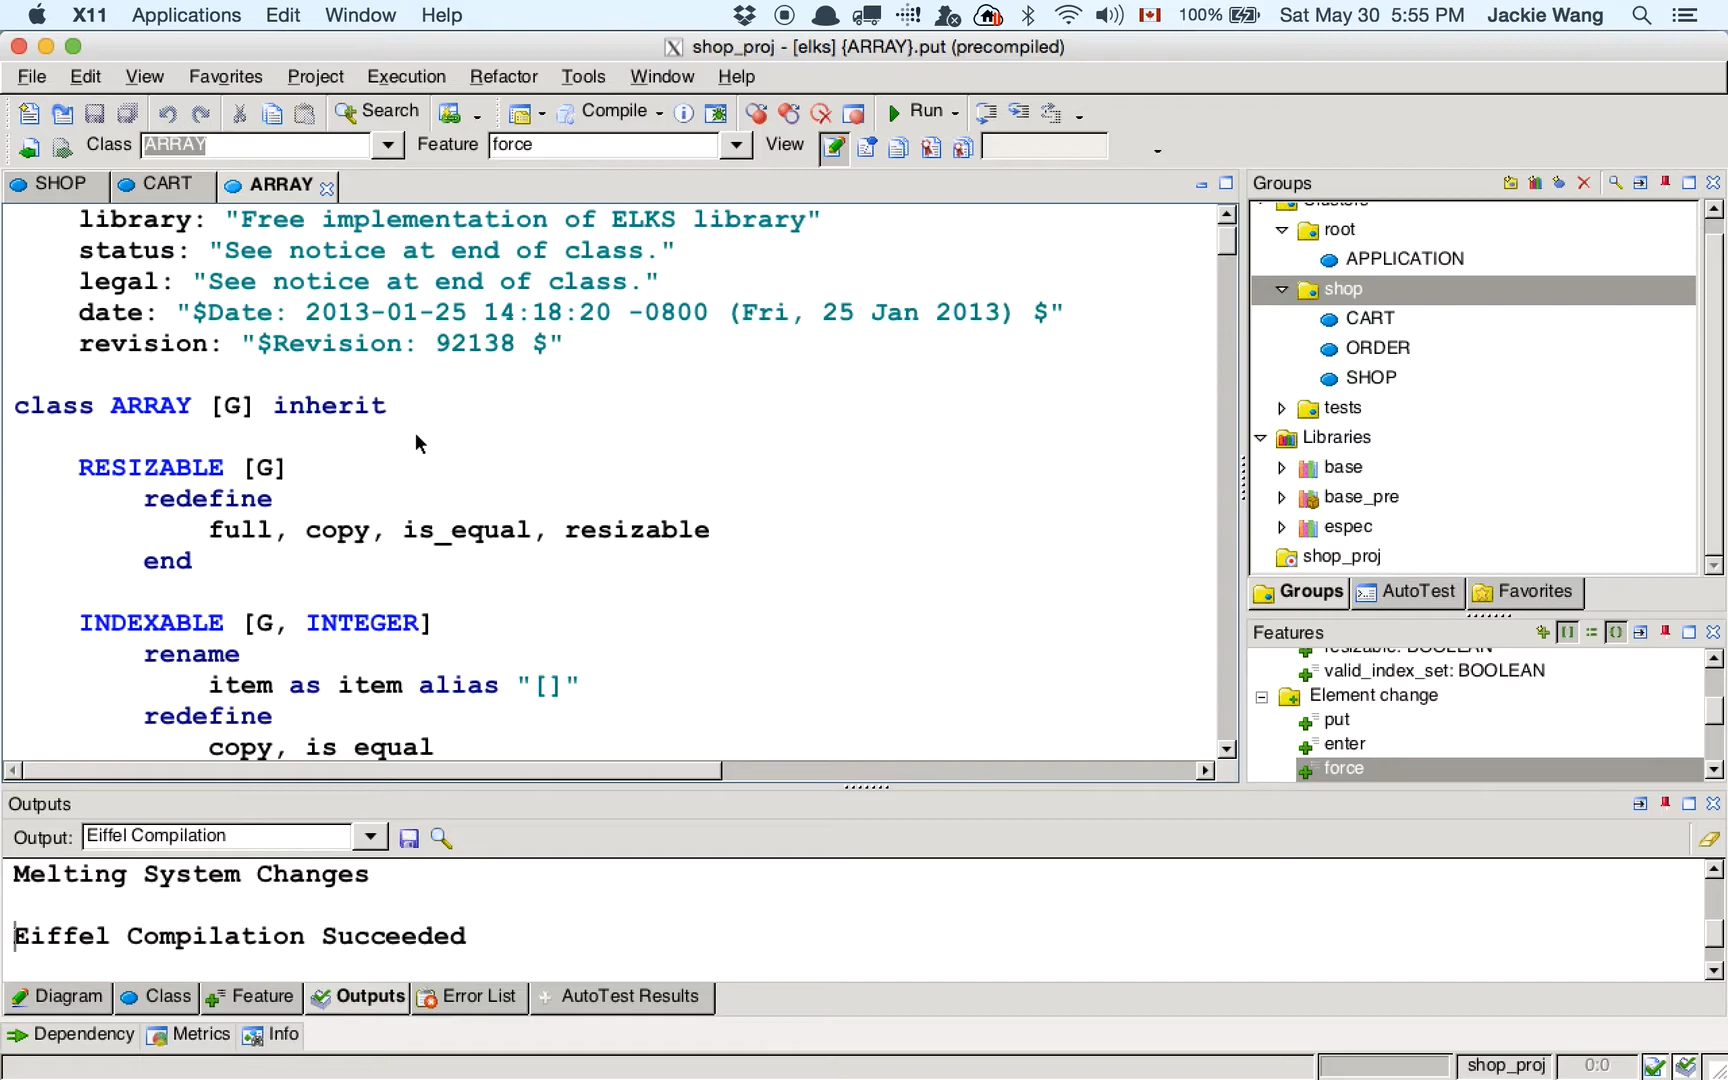 X11 Applications Edit Window Help 100% Sat May 30 5:55 PM Jackie Wang
shop_proj - [elks] {ARRAY}.put (precompiled)
File Edit View Favorites Project Execution Refactor Tools Window Help
Search Compile Run
Class ARRAY Feature force View
SHOP CART ARRAY
library: "Free implementation of ELKS library"
status: "See notice at end of class."
legal: "See notice at end of class."
date: "$Date: 2013-01-25 14:18:20 -0800 (Fri, 25 Jan 2013) $"
revision: "$Revision: 92138 $"
class ARRAY [G] inherit
RESIZABLE [G]
redefine
full, copy, is_equal, resizable
end
INDEXABLE [G, INTEGER]
rename
item as item alias "[]"
redefine
copy, is_equal
Groups
Clusters
root
APPLICATION
shop
CART
ORDER
SHOP
tests
Libraries
base
base_pre
espec
shop_proj
Groups AutoTest Favorites
Features
resizable: BOOLEAN
valid_index_set: BOOLEAN
Element change
put
enter
force
Outputs
Output: Eiffel Compilation
Melting System Changes
Eiffel Compilation Succeeded
Diagram Class Feature Outputs Error List AutoTest Results
Dependency Metrics Info
shop_proj 0:0